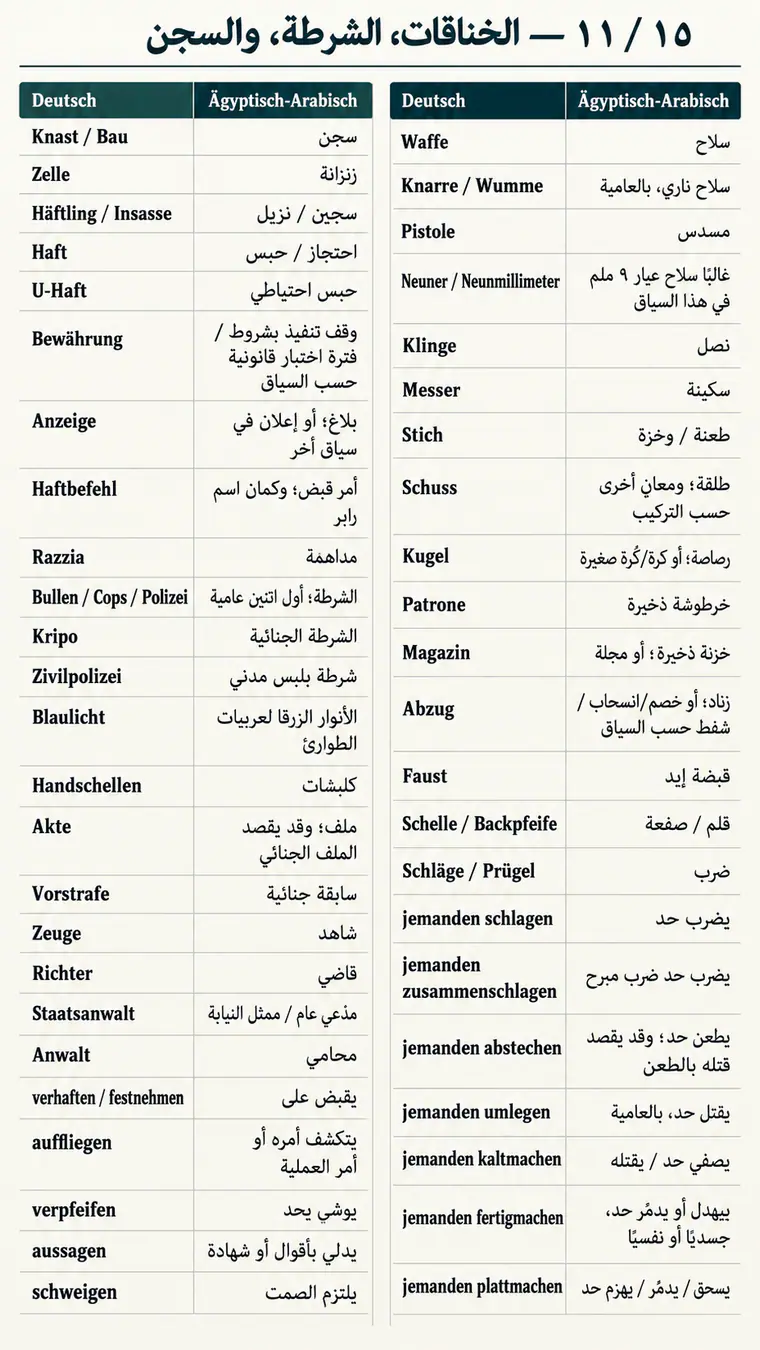 ١١ / ١٥ — الخناقات، الشرطة، والسجن
Deutsch	Ägyptisch-Arabisch
Knast / Bau	سجن
Zelle	زنزانة
Häftling / Insasse	سجين / نزيل
Haft	احتجاز / حبس
U-Haft	حبس احتياطي
Bewährung	وقف تنفيذ بشروط /
فترة اختبار قانونية
حسب السياق
Anzeige	بلاغ؛ أو إعلان في
سياق أخر
Haftbefehl	أمر قبض؛ وكمان اسم
رابر
Razzia	مداهمة
Bullen / Cops / Polizei	الشرطة؛ أول اتنين عامية
Kripo	الشرطة الجنائية
Zivilpolizei	شرطة بلبس مدني
Blaulicht	الأنوار الزرقا لعربيات
الطوارئ
Handschellen	كلبشات
Akte	ملف؛ وقد يقصد
الملف الجنائي
Vorstrafe	سابقة جنائية
Zeuge	شاهد
Richter	قاضي
Staatsanwalt	مدّعي عام / ممثل النيابة
Anwalt	محامي
verhaften / festnehmen	يقبض على
auffliegen	يتكشف أمره أو
أمر العملية
verpfeifen	يوشي يحد
aussagen	يدلي بأقوال أو شهادة
schweigen	يلتزم الصمت
Deutsch	Ägyptisch-Arabisch
Waffe	سلاح
Knarre / Wumme	سلاح ناري، بالعامية
Pistole	مسدس
Neuner / Neunmillimeter	غالبًا سلاح عيار ٩ ملم
في هذا السياق
Klinge	نصل
Messer	سكينة
Stich	طعنة / وخزة
Schuss	طلقة؛ ومعانٍ أخرى
حسب التركيب
Kugel	رصاصة؛ أو كرة/كُرة صغيرة
Patrone	خرطوشة ذخيرة
Magazin	خزنة ذخيرة؛ أو مجلة
Abzug	زناد؛ أو خصم/انسحاب /
شفط حسب السياق
Faust	قبضة إيد
Schelle / Backpfeife	قلم / صفعة
Schläge / Prügel	ضرب
jemanden schlagen	يضرب حد
jemanden
zusammenschlagen	يضرب حد ضرب مبرح
jemanden abstechen	يطعن حد؛ وقد يقصد
قتله بالطعن
jemanden umlegen	يقتل حد، بالعامية
jemanden kaltmachen	يصفي حد / يقتله
jemanden fertigmachen	يبهدل أو يدمّر حد،
جسديًا أو نفسيًا
jemanden plattmachen	يسحق / يدمّر / يهزم حد